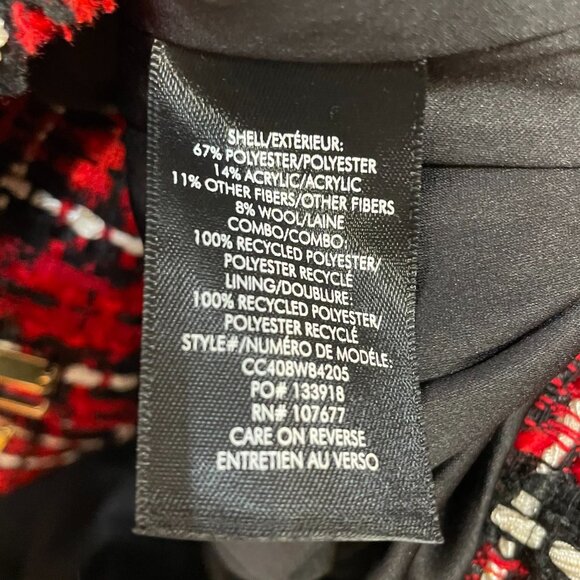 SHELL/EXTÉRIEUR:
67% POLYESTER/POLYESTER
14% ACRYLIC/ACRYLIC
11% OTHER FIBERS/OTHER FIBERS
8% WOOL/LAINE
COMBO/COMBO:
100% RECYCLED POLYESTER/
POLYESTER RECYCLÉ
LINING/DOUBLURE:
100% RECYCLED POLYESTER/
POLYESTER RECYCLÉ
STYLE#/NUMÉRO DE MODÈLE:
CC408W84205
PO# 133918
RN# 107677
CARE ON REVERSE
ENTRETIEN AU VERSO